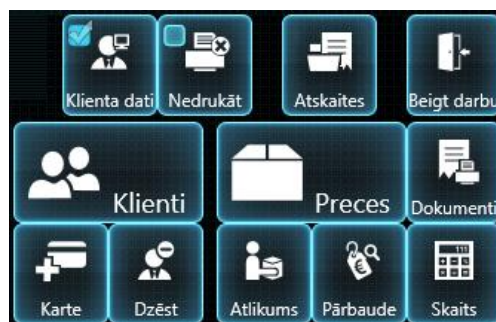 Klienta dati
Nedrukāt
Atskaites
Beigt darbu
Klienti
Preces
Dokumenti
Karte
Dzēst
Atlikums
Pārbaude
Skaits